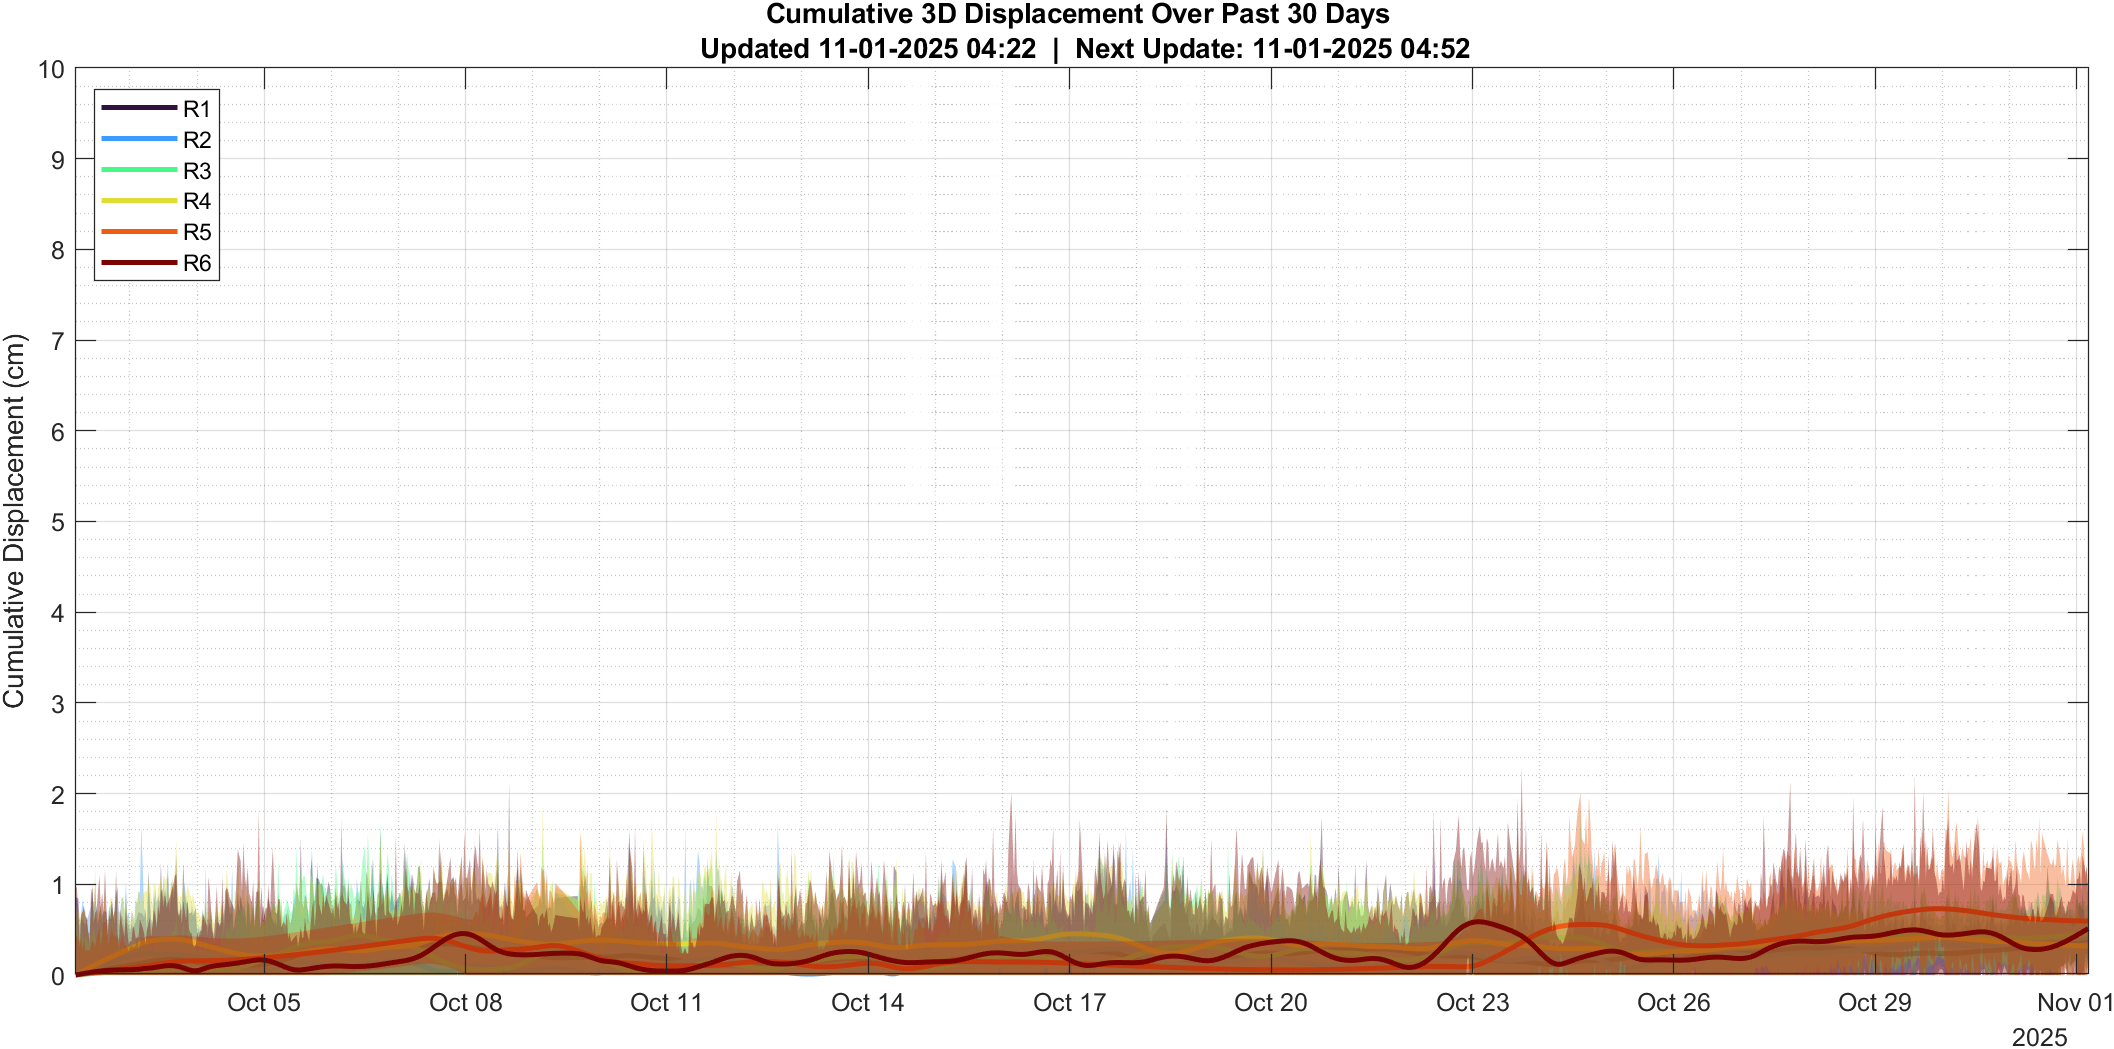 Cumulative 3D Displacement Over Past 30 Days
Updated 11-01-2025 04:22 | Next Update: 11-01-2025 04:52
Cumulative Displacement (cm)
10
9
8
7
6
5
4
3
2
1
0
R1
R2
R3
R4
R5
R6
Oct 05
Oct 08
Oct 11
Oct 14
Oct 17
Oct 20
Oct 23
Oct 26
Oct 29
Nov 01
2025